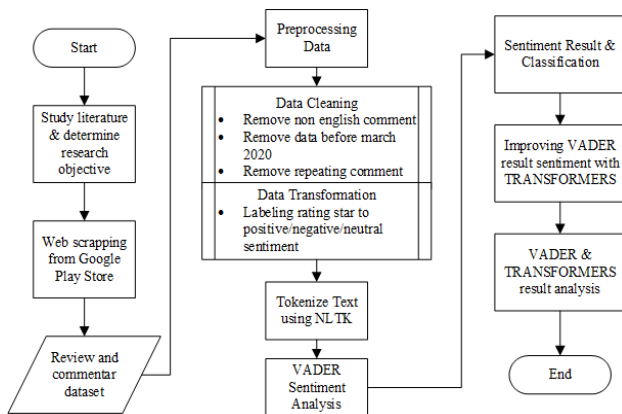 Start
Study literature
& determine
research
objective
Web scrapping
from Google
Play Store
Review and
commentar
dataset
Preprocessing
Data
Data Cleaning
• Remove non english comment
• Remove data before march
2020
• Remove repeating comment
Data Transformation
• Labeling rating star to
positive/negative/neutral
sentiment
Tokenize Text
using NLTK
VADER
Sentiment
Analysis
Sentiment Result &
Classification
Improving VADER
result sentiment with
TRANSFORMERS
VADER &
TRANSFORMERS
result analysis
End